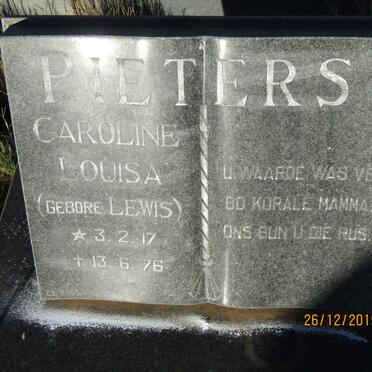 PIETERS
CAROLINE
LOUISA
(GEBORE LEWIS)
* 3.2.17
† 13.6.76
U WAARDE WAS
BO KORALE MAMMA
ONS GUN U DIE RUS
26/12/201